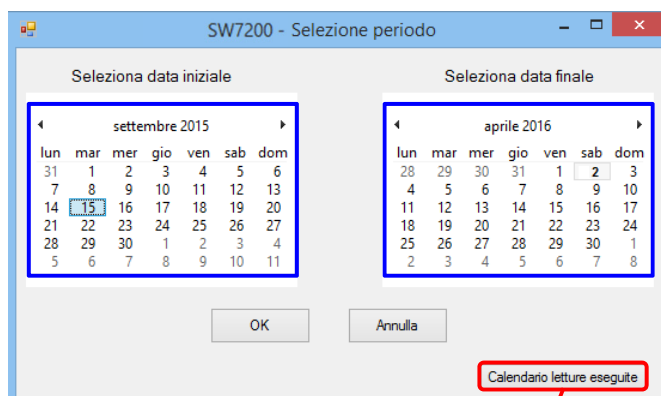 SW7200 - Selezione periodo
Seleziona data iniziale
settembre 2015
lun mar mer gio ven sab dom
31 1 2 3 4 5 6
7 8 9 10 11 12 13
14 15 16 17 18 19 20
21 22 23 24 25 26 27
28 29 30 1 2 3 4
5 6 7 8 9 10 11
Seleziona data finale
aprile 2016
lun mar mer gio ven sab dom
28 29 30 31 1 2 3
4 5 6 7 8 9 10
11 12 13 14 15 16 17
18 19 20 21 22 23 24
25 26 27 28 29 30 1
2 3 4 5 6 7 8
OK
Annulla
Calendario letture eseguite